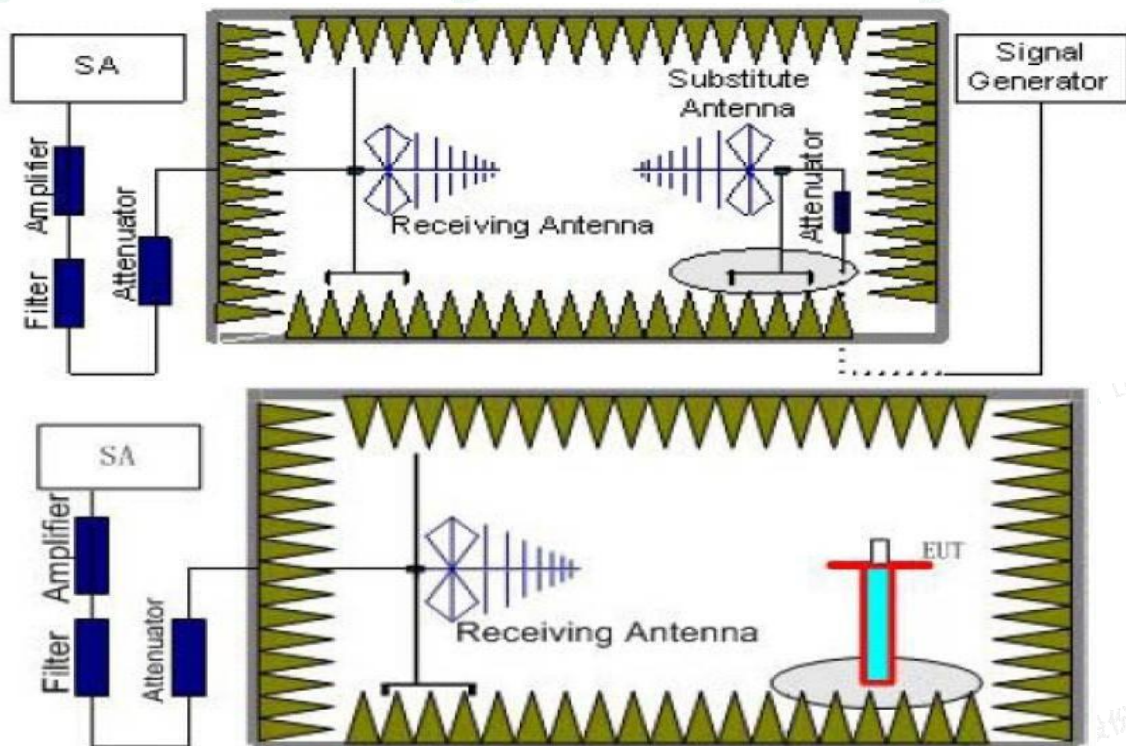 SA
Amplifier
Filter
Attenuator
Receiving Antenna
Substitute
Antenna
Attenuator
Signal
Generator
SA
Amplifier
Filter
Attenuator
Receiving Antenna
EUT